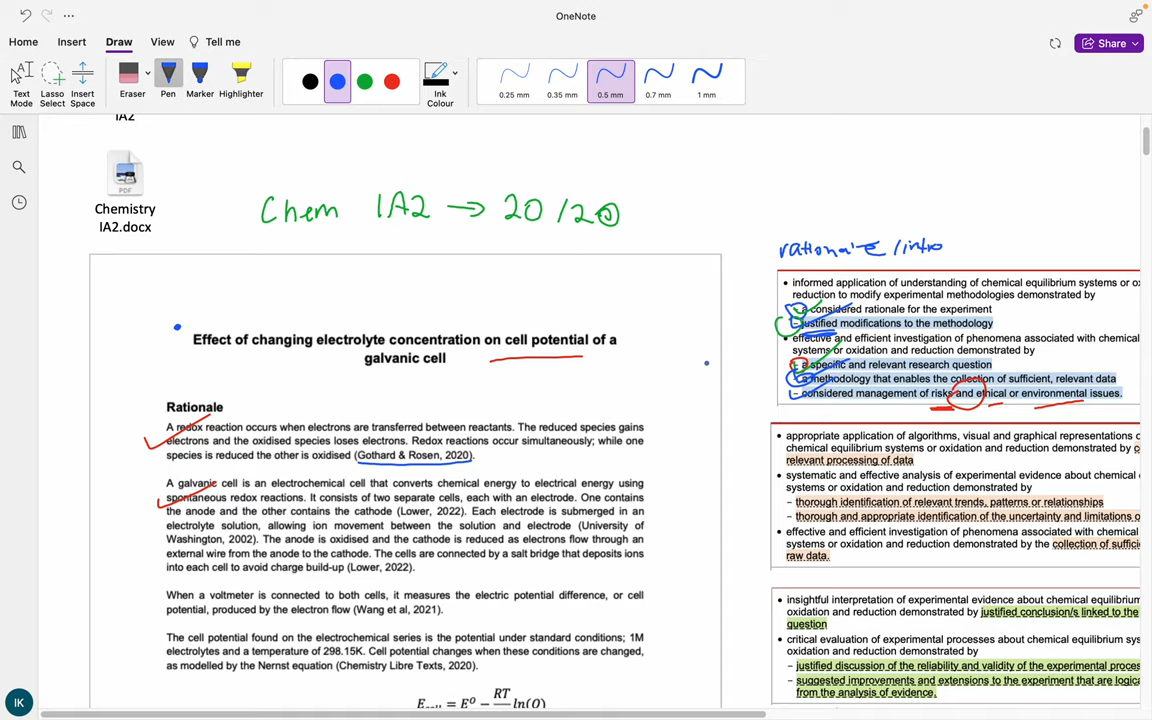 OneNote
Home Insert Draw View Tell me
Share
Text Mode
Lasso Select
Insert Space
Eraser
Pen
Marker
Highlighter
Ink Colour
0.25 mm
0.35 mm
0.5 mm
0.7 mm
1 mm
IA2
PDF
Chemistry
IA2.docx
Chem IA2 → 20/20
Effect of changing electrolyte concentration on cell potential of a
galvanic cell
Rationale
A redox reaction occurs when electrons are transferred between reactants. The reduced species gains
electrons and the oxidised species loses electrons. Redox reactions occur simultaneously; while one
species is reduced the other is oxidised (Gothard & Rosen, 2020).
A galvanic cell is an electrochemical cell that converts chemical energy to electrical energy using
spontaneous redox reactions. It consists of two separate cells, each with an electrode. One contains
the anode and the other contains the cathode (Lower, 2022). Each electrode is submerged in an
electrolyte solution, allowing ion movement between the solution and electrode (University of
Washington, 2002). The anode is oxidised and the cathode is reduced as electrons flow through an
external wire from the anode to the cathode. The cells are connected by a salt bridge that deposits ions
into each cell to avoid charge build-up (Lower, 2022).
When a voltmeter is connected to both cells, it measures the electric potential difference, or cell
potential, produced by the electron flow (Wang et al, 2021).
The cell potential found on the electrochemical series is the potential under standard conditions; 1M
electrolytes and a temperature of 298.15K. Cell potential changes when these conditions are changed,
as modelled by the Nernst equation (Chemistry Libre Texts, 2020).
E cell = E⁰ − RT ln(Q)
rationale /intro
• informed application of understanding of chemical equilibrium systems or ox
reduction to modify experimental methodologies demonstrated by
– a considered rationale for the experiment
– justified modifications to the methodology
• effective and efficient investigation of phenomena associated with chemical
systems or oxidation and reduction demonstrated by
– a specific and relevant research question
– a methodology that enables the collection of sufficient, relevant data
– considered management of risks and ethical or environmental issues.
• appropriate application of algorithms, visual and graphical representations o
chemical equilibrium systems or oxidation and reduction demonstrated by c
relevant processing of data
• systematic and effective analysis of experimental evidence about chemical
systems or oxidation and reduction demonstrated by
– thorough identification of relevant trends, patterns or relationships
– thorough and appropriate identification of the uncertainty and limitations o
• effective and efficient investigation of phenomena associated with chemical
systems or oxidation and reduction demonstrated by the collection of suffici
raw data.
• insightful interpretation of experimental evidence about chemical equilibrium
oxidation and reduction demonstrated by justified conclusion/s linked to the
question
• critical evaluation of experimental processes about chemical equilibrium sys
oxidation and reduction demonstrated by
– justified discussion of the reliability and validity of the experimental proces
– suggested improvements and extensions to the experiment that are logica
from the analysis of evidence.
IK